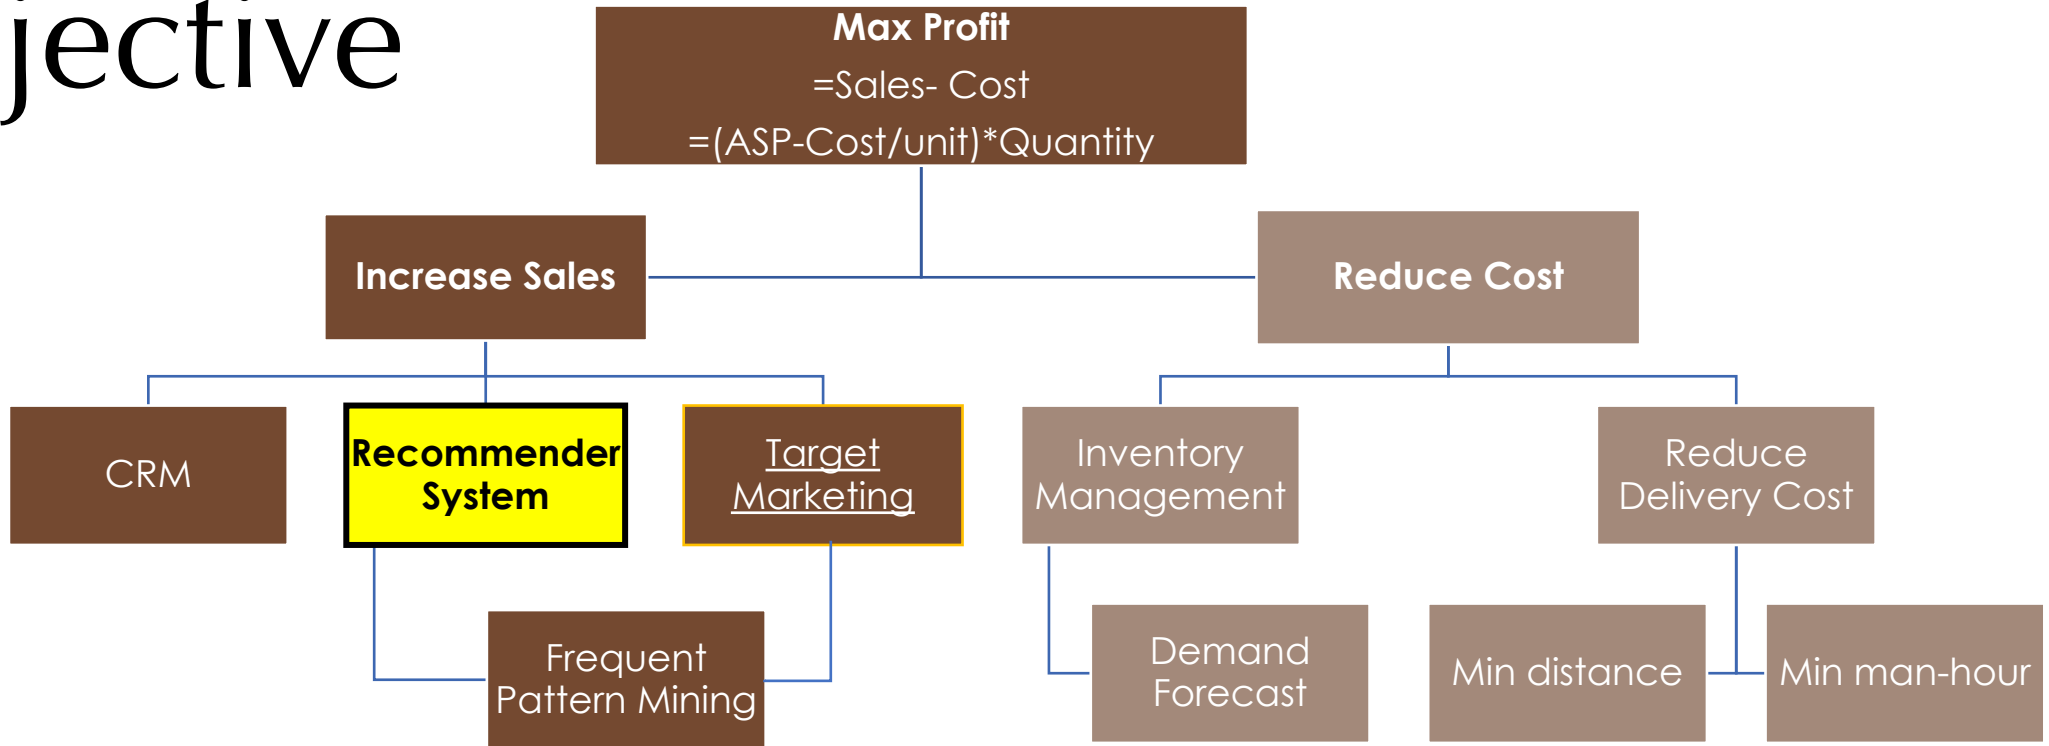 jective
Max Profit
=Sales- Cost
=(ASP-Cost/unit)*Quantity
Increase Sales
Reduce Cost
CRM
Recommender
System
Target
Marketing
Inventory
Management
Reduce
Delivery Cost
Frequent
Pattern Mining
Demand
Forecast
Min distance
Min man-hour